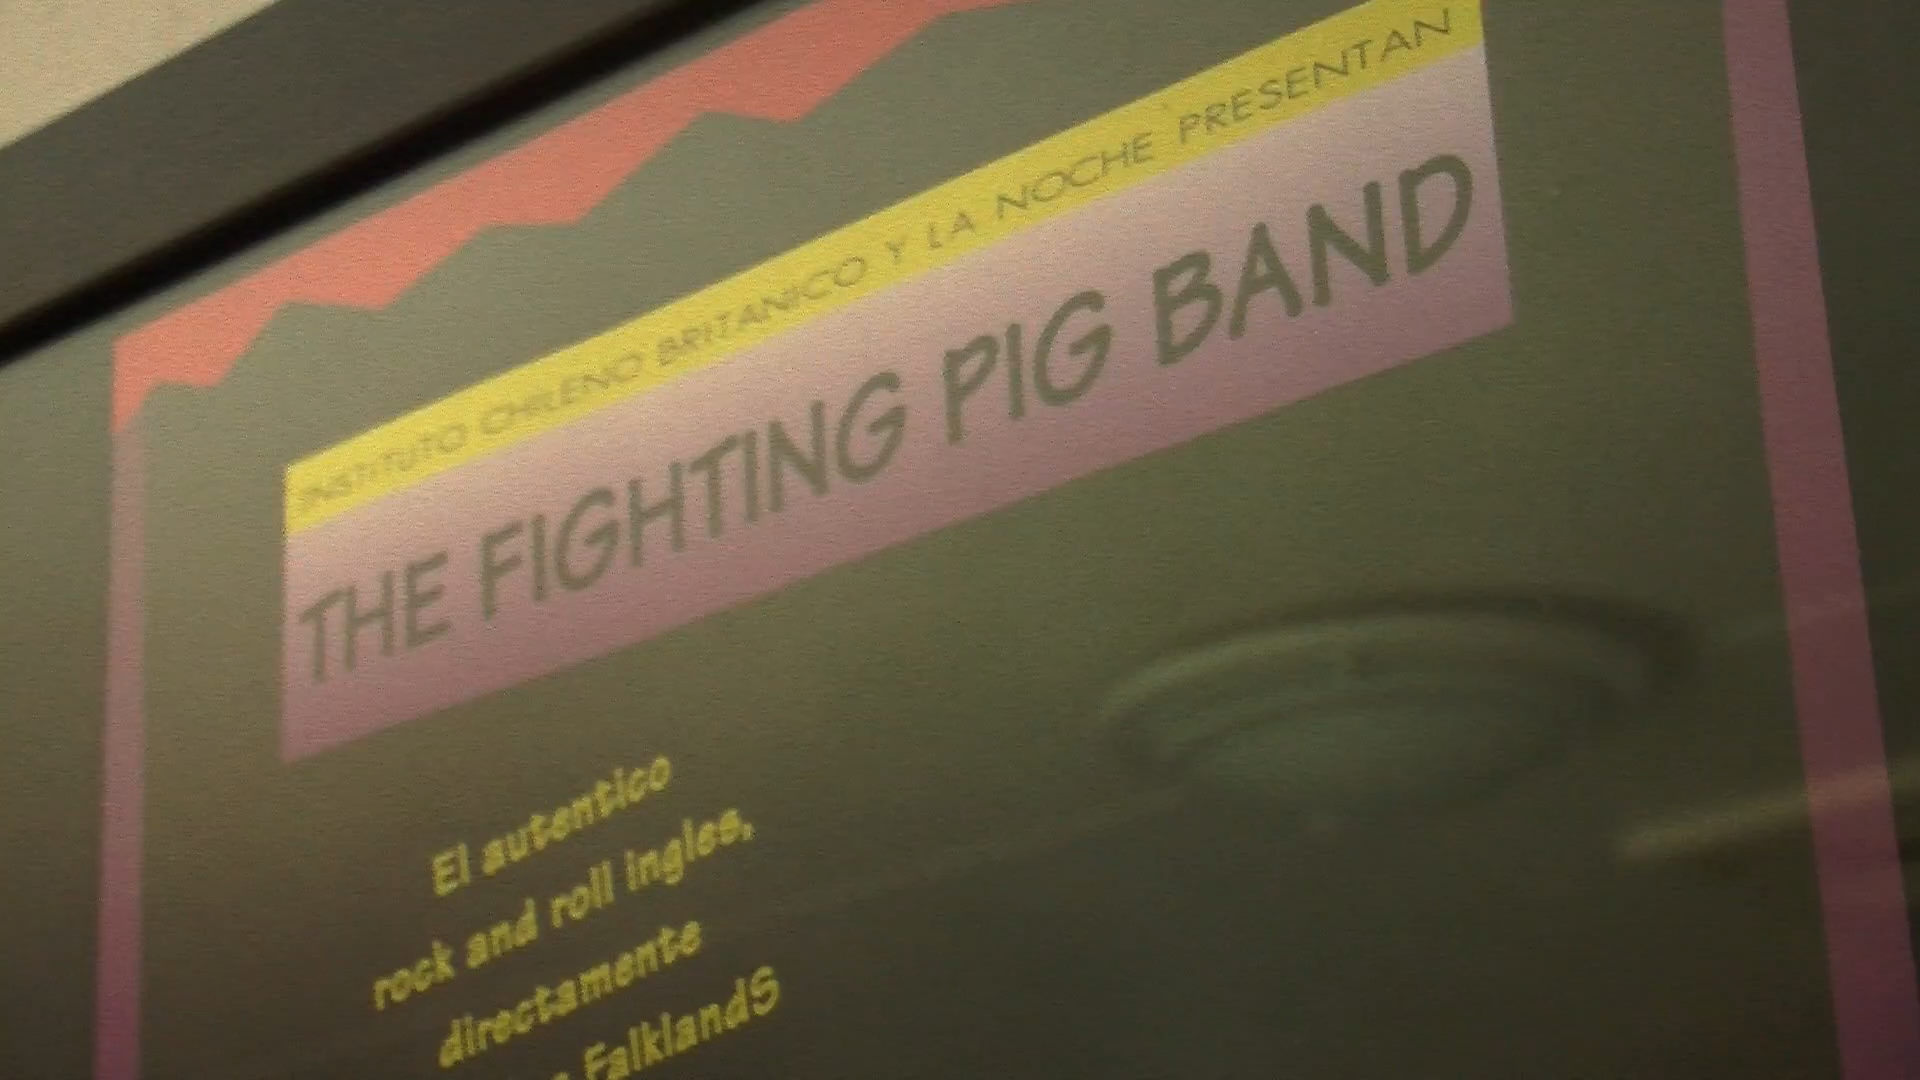 INSTITUTO CHILENO BRITANICO Y LA NOCHE PRESENTAN
THE FIGHTING PIG BAND
El autentico
rock and roll ingles,
directamente
FalklandS